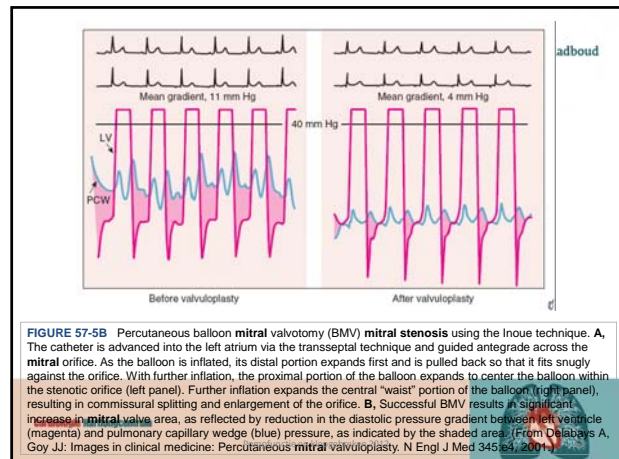 adboud
Mean gradient, 11 mm Hg
Mean gradient, 4 mm Hg
40 mm Hg
LV
PCW
Before valvuloplasty
After valvuloplasty
FIGURE 57-5B Percutaneous balloon mitral valvotomy (BMV) mitral stenosis using the Inoue technique. A,
The catheter is advanced into the left atrium via the transseptal technique and guided antegrade across the
mitral orifice. As the balloon is inflated, its distal portion expands first and is pulled back so that it fits snugly
against the orifice. With further inflation, the proximal portion of the balloon expands to center the balloon within
the stenotic orifice (left panel). Further inflation expands the central “waist” portion of the balloon (right panel),
resulting in commissural splitting and enlargement of the orifice. B, Successful BMV results in significant
increase in mitral valve area, as reflected by reduction in the diastolic pressure gradient between left ventricle
(magenta) and pulmonary capillary wedge (blue) pressure, as indicated by the shaded area. (From Delabays A,
Goy JJ: Images in clinical medicine: Percutaneous mitral valvuloplasty. N Engl J Med 345:e4, 2001.)